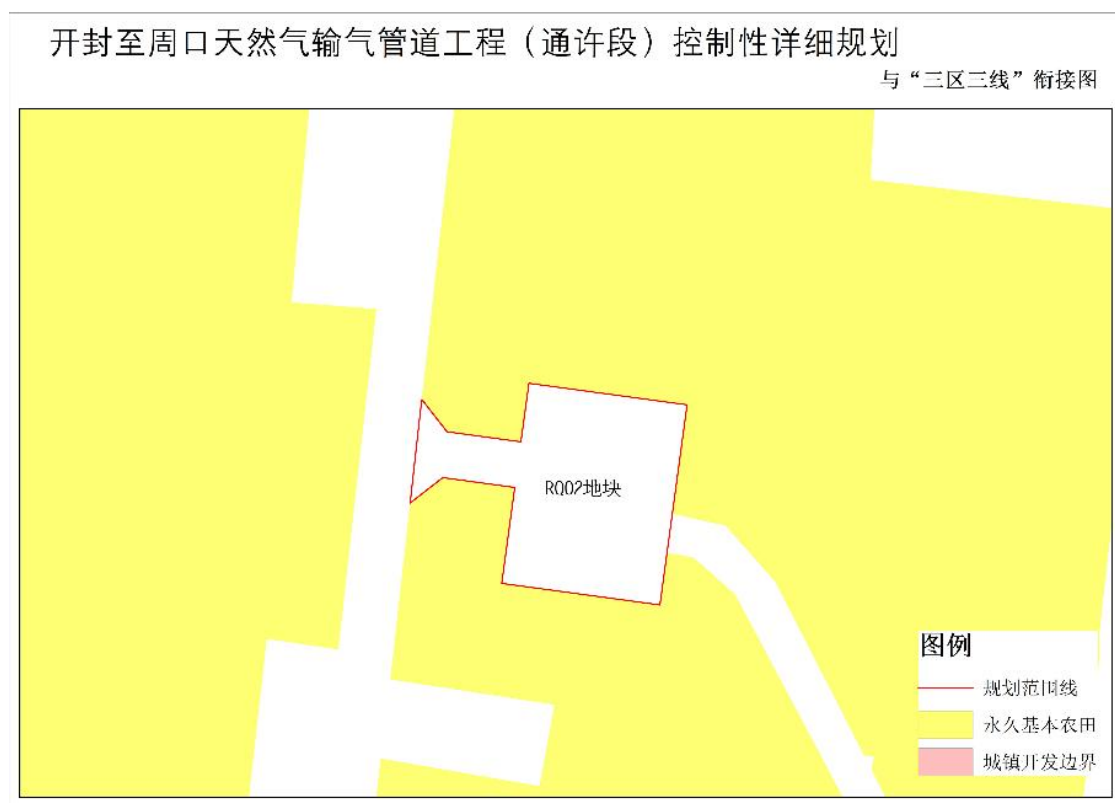 开封至周口天然气输气管道工程（通许段）控制性详细规划
与“三区三线”衔接图
RQ02地块
图例
规划范围线
永久基本农田
城镇开发边界